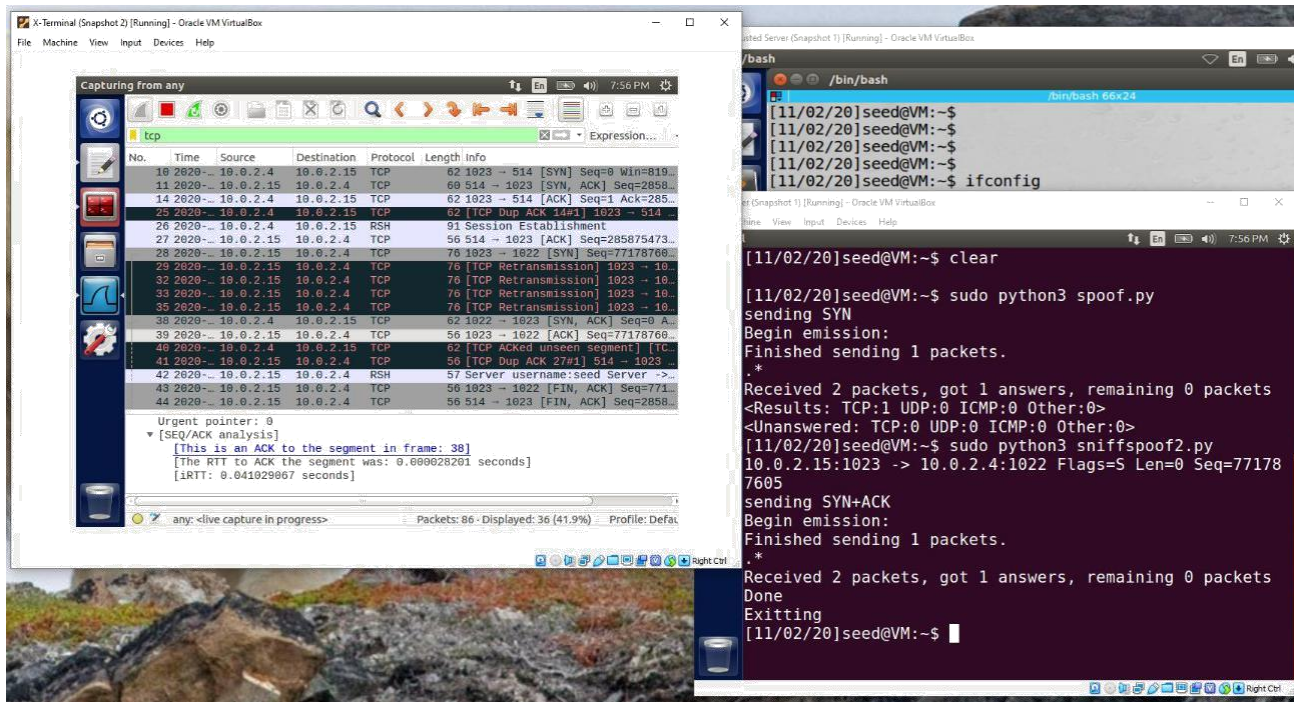 X-Terminal (Snapshot 2) [Running] - Oracle VM VirtualBox
File Machine View Input Devices Help
Capturing from any
En 7:56 PM
tcp
Expression...
No. Time Source Destination Protocol Length Info
10 2020-… 10.0.2.4 10.0.2.15 TCP 62 1023 → 514 [SYN] Seq=0 Win=819…
11 2020-… 10.0.2.15 10.0.2.4 TCP 60 514 → 1023 [SYN, ACK] Seq=2858…
14 2020-… 10.0.2.4 10.0.2.15 TCP 62 1023 → 514 [ACK] Seq=1 Ack=285…
25 2020-… 10.0.2.4 10.0.2.15 TCP 62 [TCP Dup ACK 14#1] 1023 → 514 …
26 2020-… 10.0.2.4 10.0.2.15 RSH 91 Session Establishment
27 2020-… 10.0.2.15 10.0.2.4 TCP 56 514 → 1023 [ACK] Seq=285875473…
28 2020-… 10.0.2.15 10.0.2.4 TCP 76 1023 → 1022 [SYN] Seq=77178760…
29 2020-… 10.0.2.15 10.0.2.4 TCP 76 [TCP Retransmission] 1023 → 10…
32 2020-… 10.0.2.15 10.0.2.4 TCP 76 [TCP Retransmission] 1023 → 10…
33 2020-… 10.0.2.15 10.0.2.4 TCP 76 [TCP Retransmission] 1023 → 10…
35 2020-… 10.0.2.15 10.0.2.4 TCP 76 [TCP Retransmission] 1023 → 10…
38 2020-… 10.0.2.4 10.0.2.15 TCP 62 1022 → 1023 [SYN, ACK] Seq=0 A…
39 2020-… 10.0.2.15 10.0.2.4 TCP 56 1023 → 1022 [ACK] Seq=77178760…
40 2020-… 10.0.2.4 10.0.2.15 TCP 62 [TCP ACKed unseen segment] [TC…
41 2020-… 10.0.2.15 10.0.2.4 TCP 56 [TCP Dup ACK 27#1] 514 → 1023 …
42 2020-… 10.0.2.15 10.0.2.4 RSH 57 Server username:seed Server ->…
43 2020-… 10.0.2.15 10.0.2.4 TCP 56 1023 → 1022 [FIN, ACK] Seq=771…
44 2020-… 10.0.2.15 10.0.2.4 TCP 56 514 → 1023 [FIN, ACK] Seq=2858…
Urgent pointer: 0
[SEQ/ACK analysis]
[This is an ACK to the segment in frame: 38]
[The RTT to ACK the segment was: 0.000028201 seconds]
[iRTT: 0.041029067 seconds]
any: <live capture in progress>
Packets: 86 · Displayed: 36 (41.9%)
Profile: Defau
Right Ctrl
usted Server (Snapshot 1) [Running] - Oracle VM VirtualBox
/bash
En
/bin/bash
/bin/bash 66x24
[11/02/20]seed@VM:~$
[11/02/20]seed@VM:~$
[11/02/20]seed@VM:~$
[11/02/20]seed@VM:~$
[11/02/20]seed@VM:~$
[11/02/20]seed@VM:~$ ifconfig
er (Snapshot 1) [Running] - Oracle VM VirtualBox
hine View Input Devices Help
En 7:56 PM
[11/02/20]seed@VM:~$ clear
[11/02/20]seed@VM:~$ sudo python3 spoof.py
sending SYN
Begin emission:
Finished sending 1 packets.
.*
Received 2 packets, got 1 answers, remaining 0 packets
<Results: TCP:1 UDP:0 ICMP:0 Other:0>
<Unanswered: TCP:0 UDP:0 ICMP:0 Other:0>
[11/02/20]seed@VM:~$ sudo python3 sniffspoof2.py
10.0.2.15:1023 -> 10.0.2.4:1022 Flags=S Len=0 Seq=77178
7605
sending SYN+ACK
Begin emission:
Finished sending 1 packets.
.*
Received 2 packets, got 1 answers, remaining 0 packets
Done
Exitting
[11/02/20]seed@VM:~$
Right Ctrl